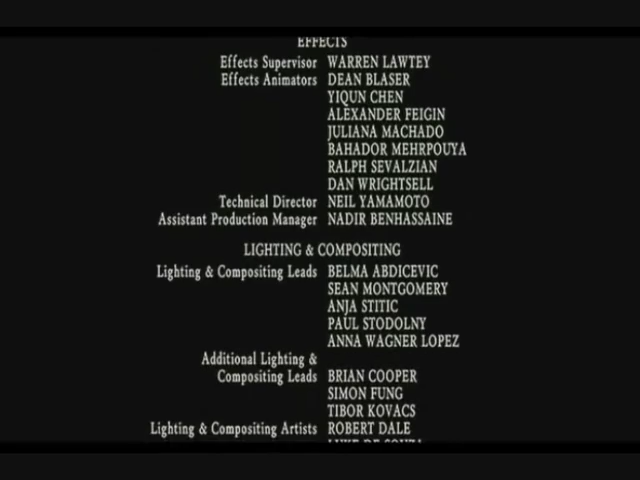 EFFECTS
Effects Supervisor WARREN LAWTEY
Effects Animators DEAN BLASER
YIQUN CHEN
ALEXANDER FEIGIN
JULIANA MACHADO
BAHADOR MEHRPOUYA
RALPH SEVALZIAN
DAN WRIGHTSELL
Technical Director NEIL YAMAMOTO
Assistant Production Manager NADIR BENHASSAINE
LIGHTING & COMPOSITING
Lighting & Compositing Leads BELMA ABDICEVIC
SEAN MONTGOMERY
ANJA STITIC
PAUL STODOLNY
ANNA WAGNER LOPEZ
Additional Lighting &
Compositing Leads BRIAN COOPER
SIMON FUNG
TIBOR KOVACS
Lighting & Compositing Artists ROBERT DALE